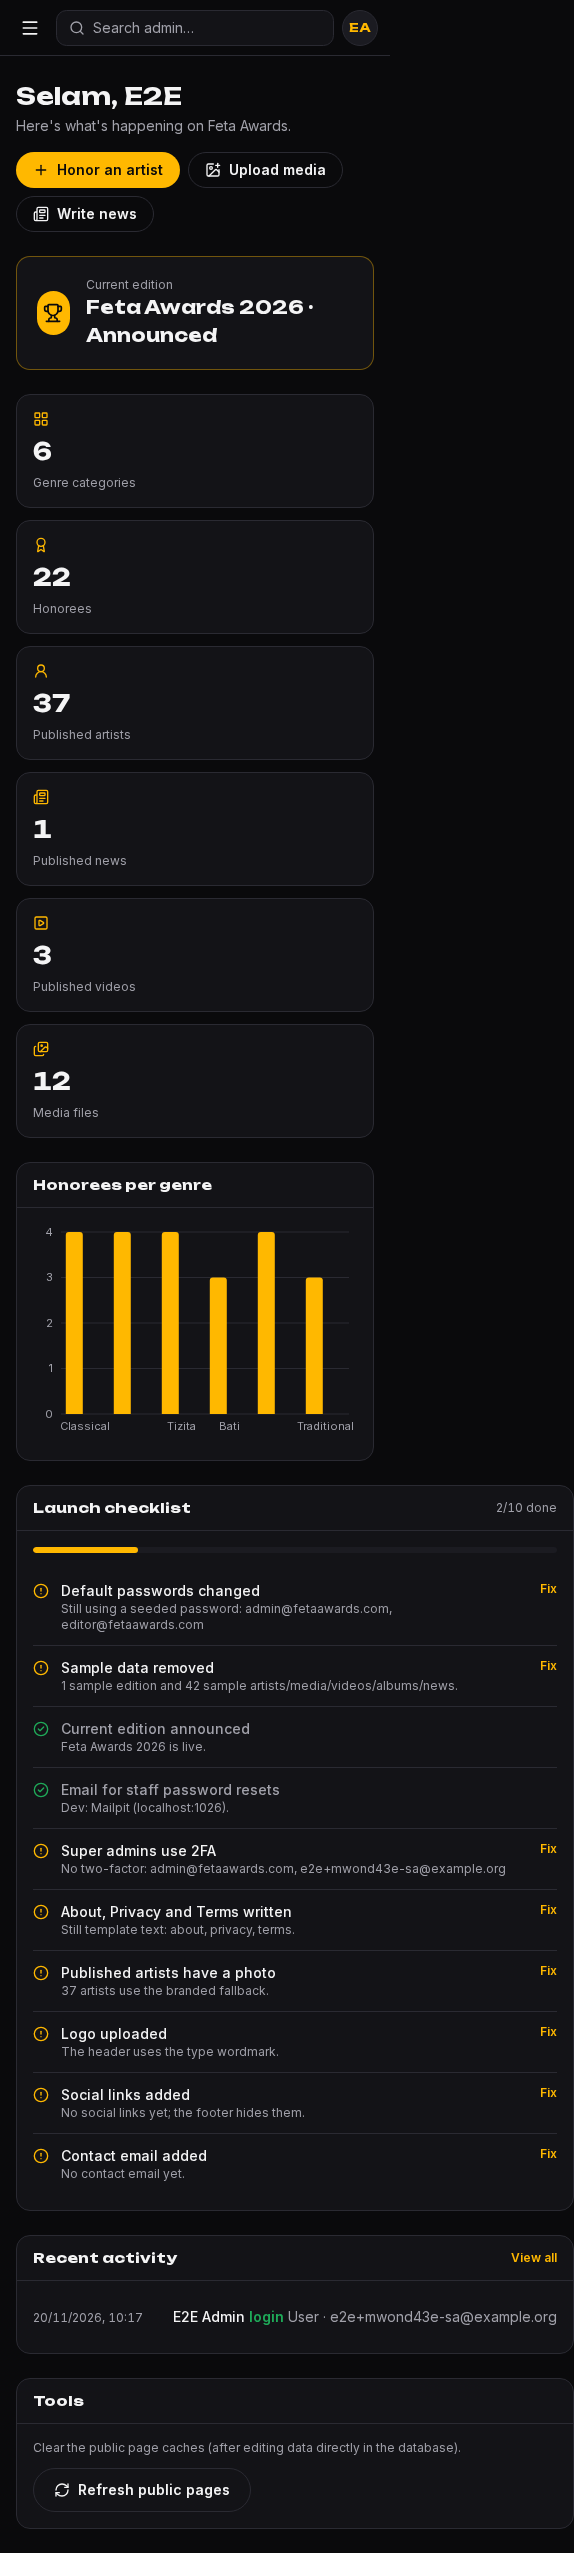 Search admin...
EA
Selam, E2E
Here's what's happening on Feta Awards.
Honor an artist
Upload media
Write news
Current edition
Feta Awards 2026 ·
Announced
6
Genre categories
22
Honorees
37
Published artists
1
Published news
3
Published videos
12
Media files
Honorees per genre
4
3
2
1
0
Classical Tizita Bati Traditional
Launch checklist 2/10 done
Default passwords changed Fix
Still using a seeded password: admin@fetaawards.com,
editor@fetaawards.com
Sample data removed Fix
1 sample edition and 42 sample artists/media/videos/albums/news.
Current edition announced
Feta Awards 2026 is live.
Email for staff password resets
Dev: Mailpit (localhost:1026).
Super admins use 2FA Fix
No two-factor: admin@fetaawards.com, e2e+mwond43e-sa@example.org
About, Privacy and Terms written Fix
Still template text: about, privacy, terms.
Published artists have a photo Fix
37 artists use the branded fallback.
Logo uploaded Fix
The header uses the type wordmark.
Social links added Fix
No social links yet; the footer hides them.
Contact email added Fix
No contact email yet.
Recent activity View all
20/11/2026, 10:17 E2E Admin login User · e2e+mwond43e-sa@example.org
Tools
Clear the public page caches (after editing data directly in the database).
Refresh public pages